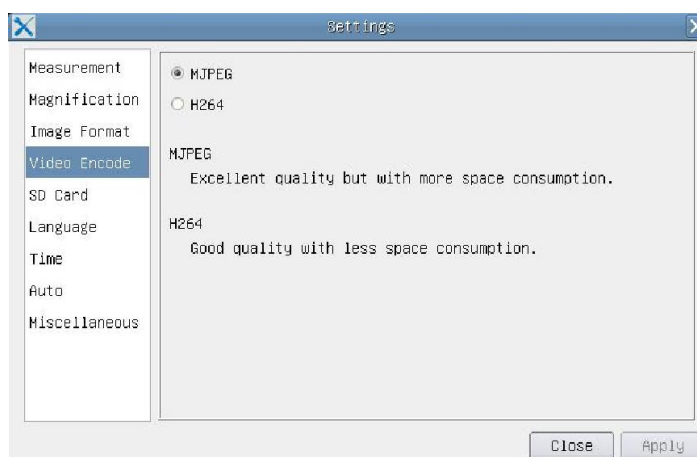 Settings
Measurement
Magnification
Image Format
Video Encode
SD Card
Language
Time
Auto
Miscellaneous
MJPEG
H264
MJPEG
Excellent quality but with more space consumption.
H264
Good quality with less space consumption.
Close
Apply